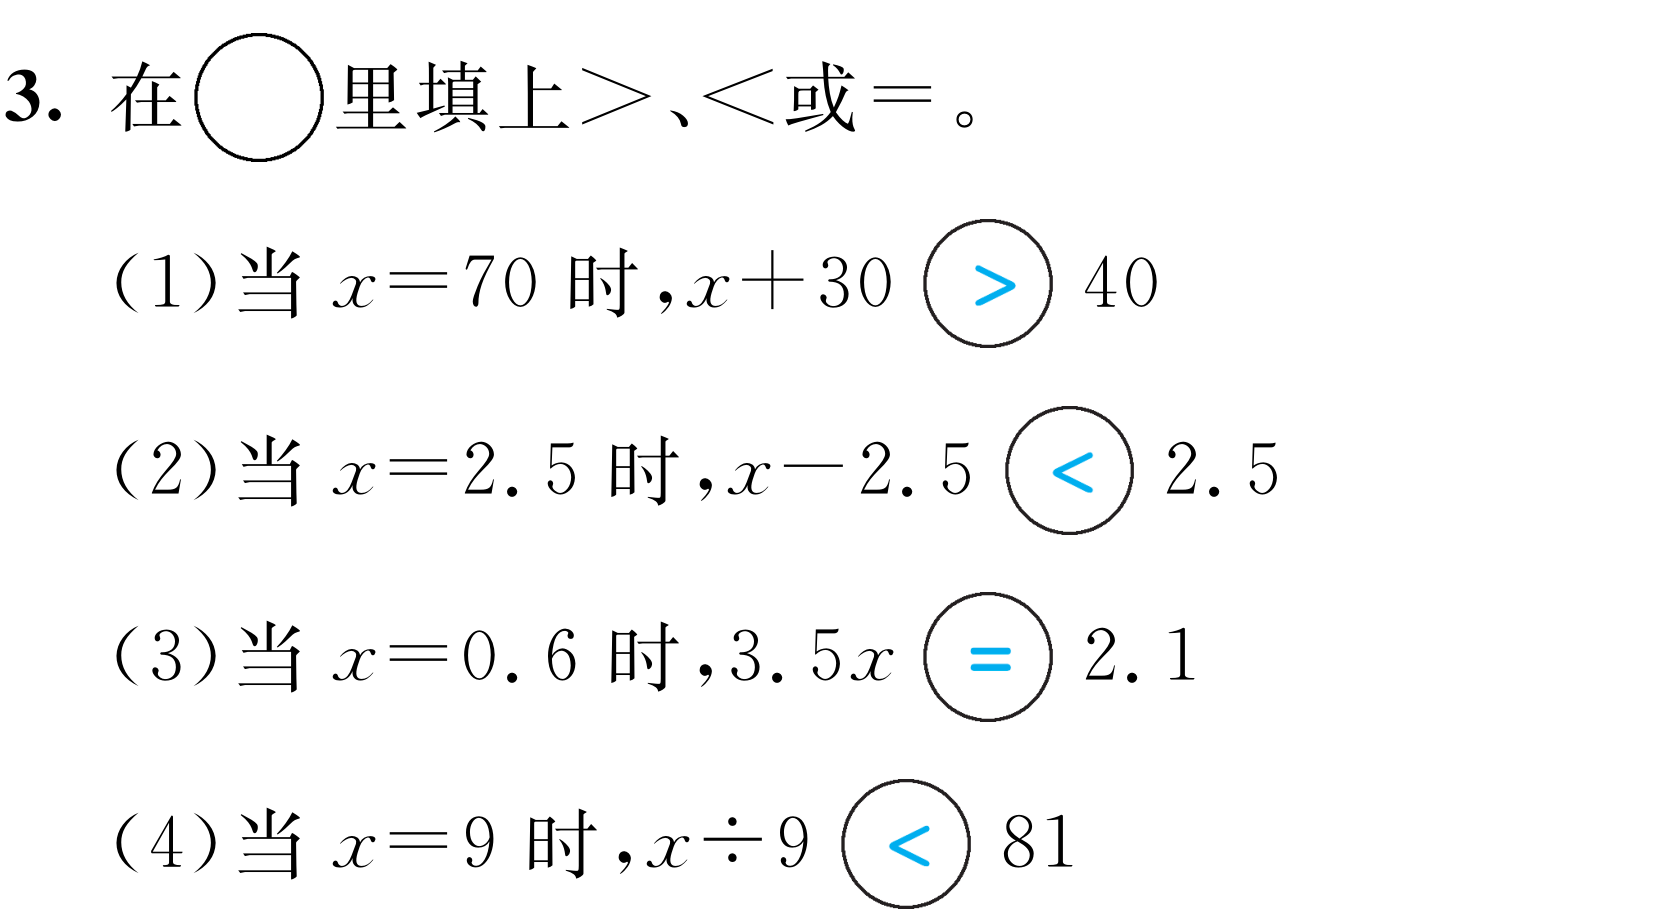 3. 在○里填上>、<或=。
(1)当 x=70 时,x+30 > 40
(2)当 x=2.5 时,x-2.5 < 2.5
(3)当 x=0.6 时,3.5x = 2.1
(4)当 x=9 时,x÷9 < 81